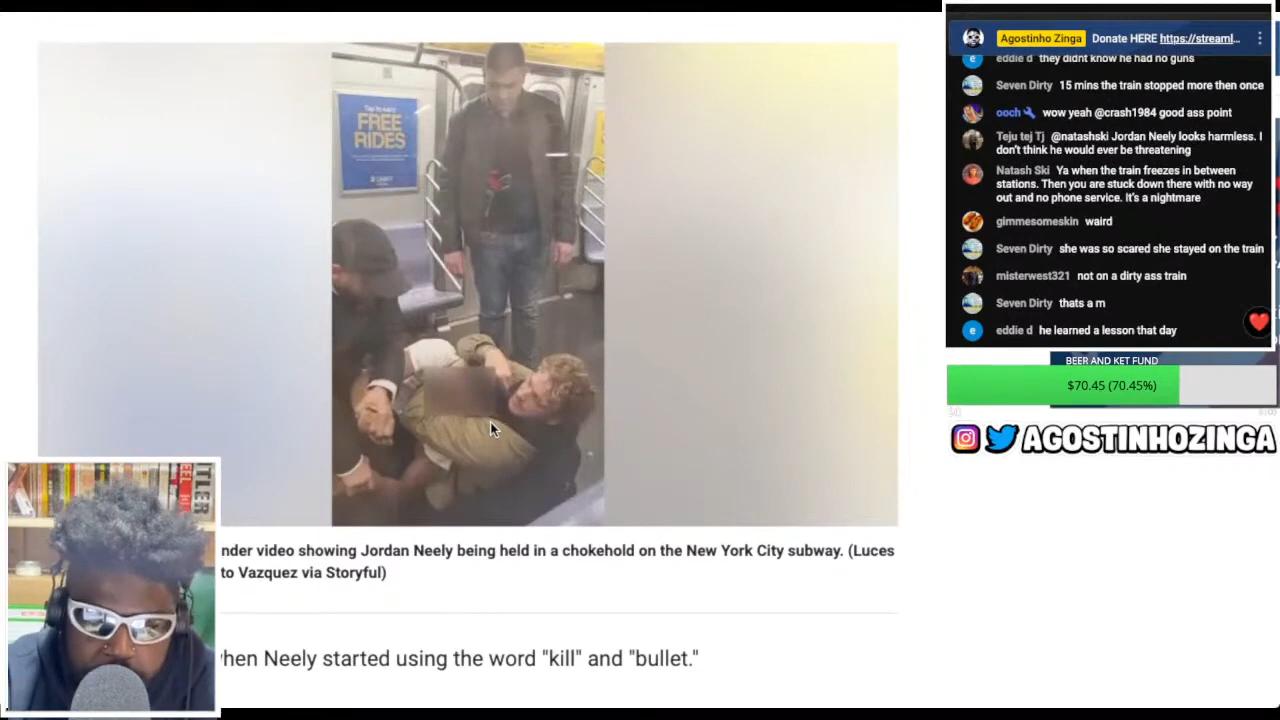 FREE
RIDES
nder video showing Jordan Neely being held in a chokehold on the New York City subway. (Luces
to Vazquez via Storyful)
hen Neely started using the word "kill" and "bullet."
Agostinho Zinga Donate HERE https://streaml...
eddie d they didnt know he had no guns
Seven Dirty 15 mins the train stopped more then once
ooch wow yeah @crash1984 good ass point
Teju tej Tj @natashski Jordan Neely looks harmless. I
don't think he would ever be threatening
Natash Ski Ya when the train freezes in between
stations. Then you are stuck down there with no way
out and no phone service. It's a nightmare
gimmesomeskin waird
Seven Dirty she was so scared she stayed on the train
misterwest321 not on a dirty ass train
Seven Dirty thats a m
eddie d he learned a lesson that day
BEER AND KET FUND
$70.45 (70.45%)
AGOSTINHOZINGA